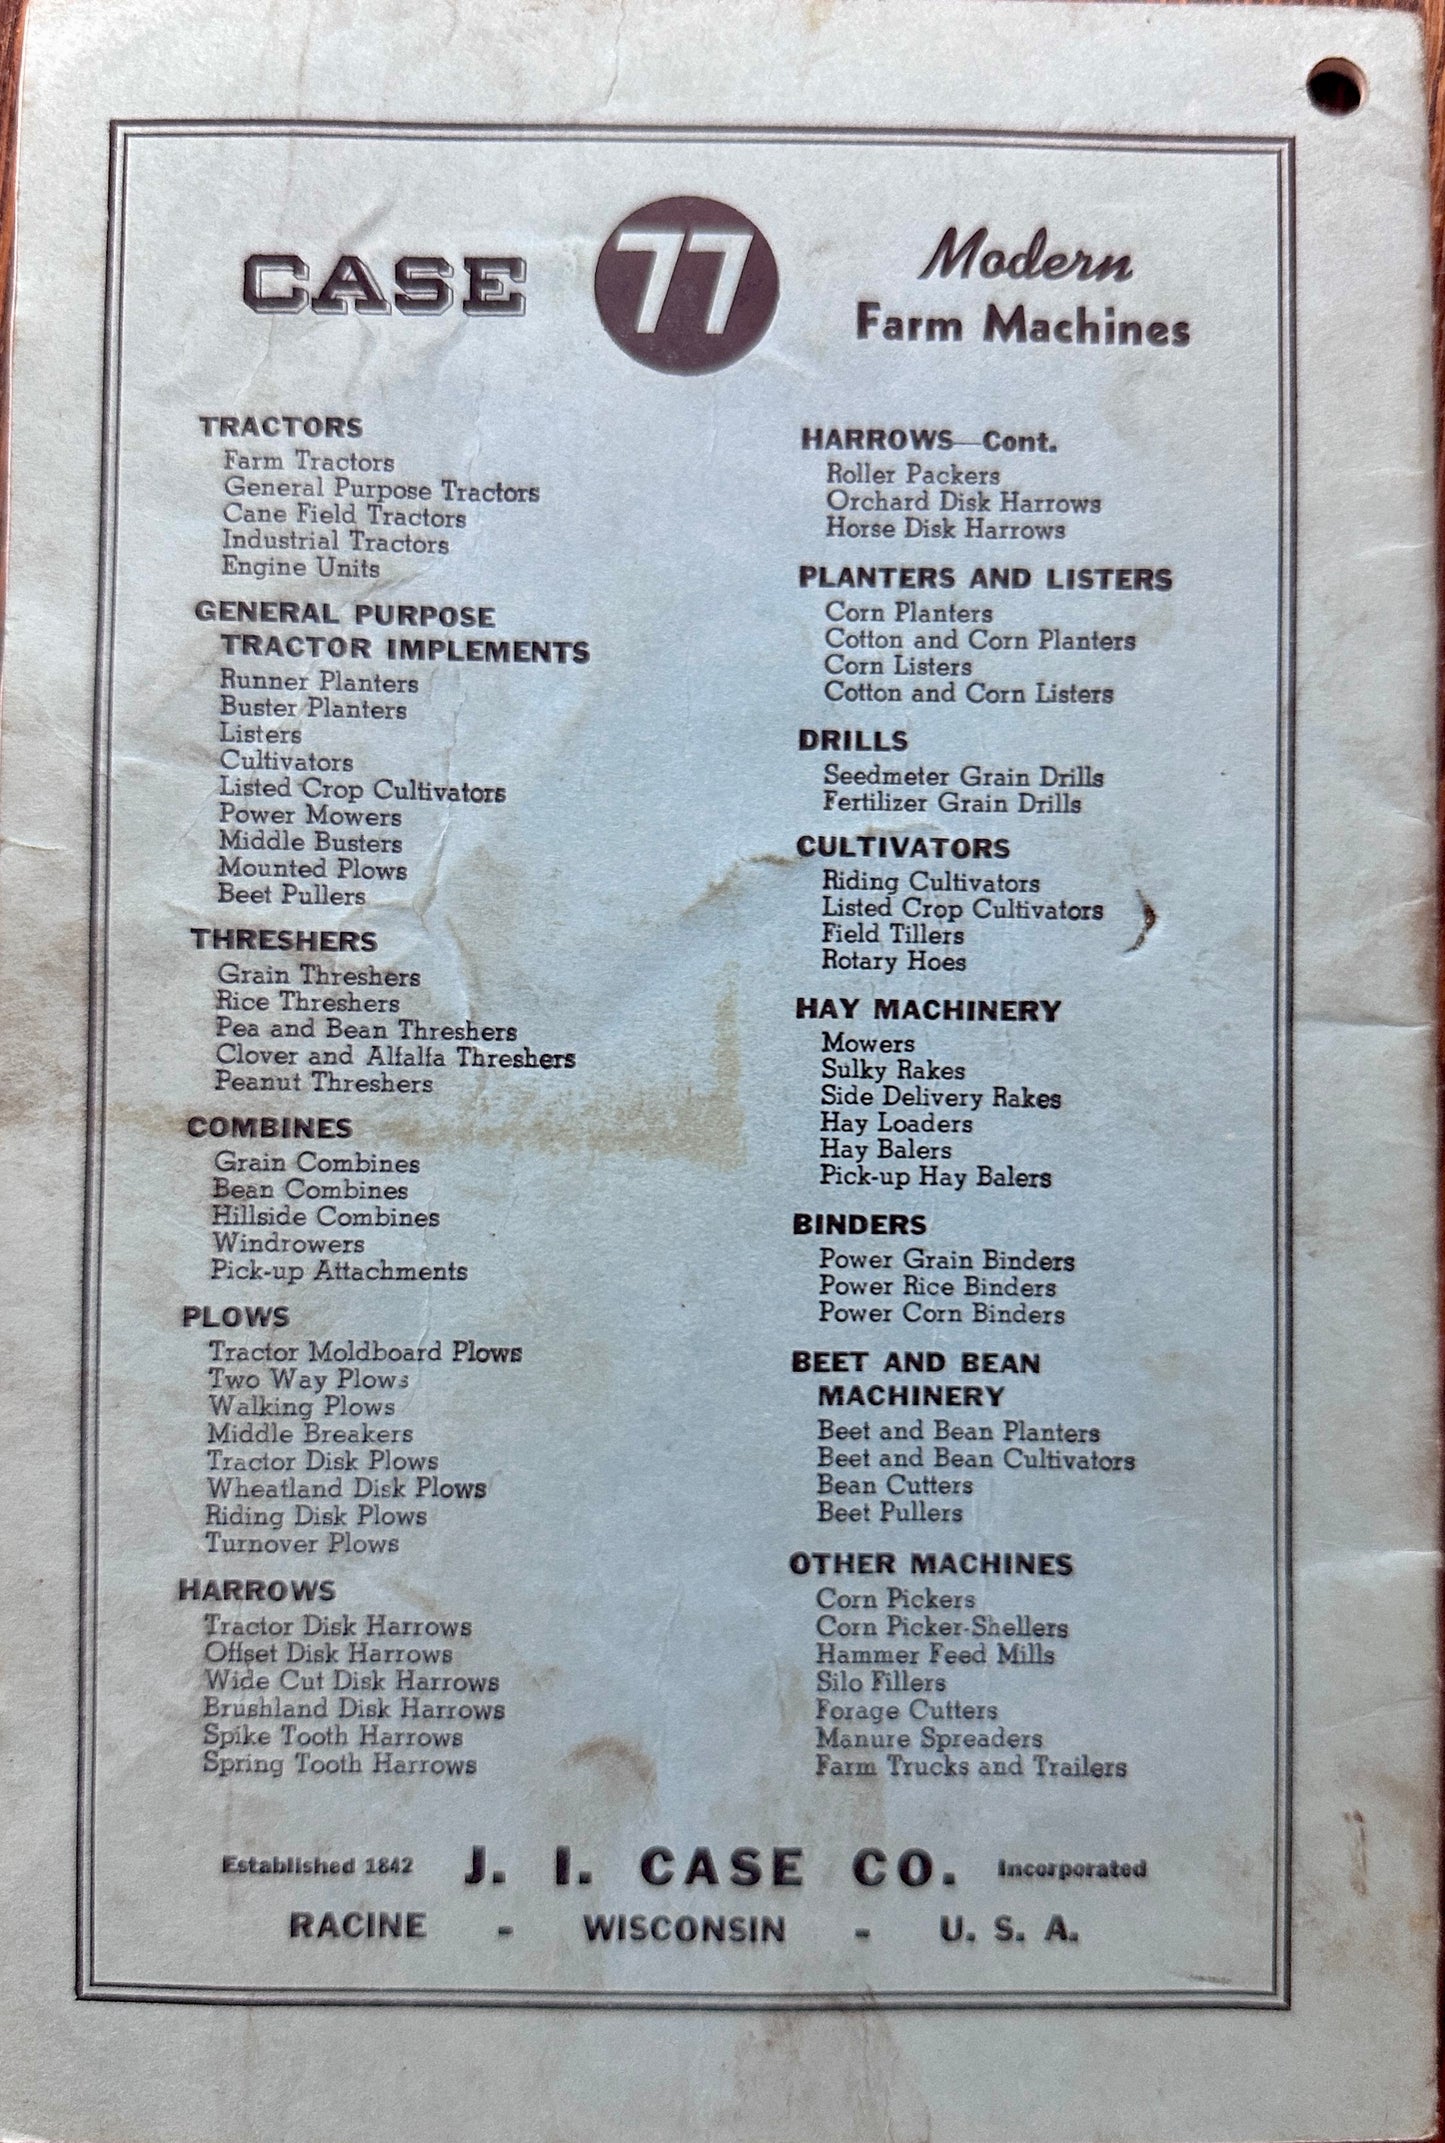 CASE 77 Modern
Farm Machines
TRACTORS
Farm Tractors
General Purpose Tractors
Cane Field Tractors
Industrial Tractors
Engine Units
GENERAL PURPOSE
TRACTOR IMPLEMENTS
Runner Planters
Buster Planters
Listers
Cultivators
Listed Crop Cultivators
Power Mowers
Middle Busters
Mounted Plows
Beet Pullers
THRESHERS
Grain Threshers
Rice Threshers
Pea and Bean Threshers
Clover and Alfalfa Threshers
Peanut Threshers
COMBINES
Grain Combines
Bean Combines
Hillside Combines
Windrowers
Pick-up Attachments
PLOWS
Tractor Moldboard Plows
Two Way Plows
Walking Plows
Middle Breakers
Tractor Disk Plows
Wheatland Disk Plows
Riding Disk Plows
Turnover Plows
HARROWS
Tractor Disk Harrows
Offset Disk Harrows
Wide Cut Disk Harrows
Brushland Disk Harrows
Spike Tooth Harrows
Spring Tooth Harrows
HARROWS—Cont.
Roller Packers
Orchard Disk Harrows
Horse Disk Harrows
PLANTERS AND LISTERS
Corn Planters
Cotton and Corn Planters
Corn Listers
Cotton and Corn Listers
DRILLS
Seedmeter Grain Drills
Fertilizer Grain Drills
CULTIVATORS
Riding Cultivators
Listed Crop Cultivators
Field Tillers
Rotary Hoes
HAY MACHINERY
Mowers
Sulky Rakes
Side Delivery Rakes
Hay Loaders
Hay Balers
Pick-up Hay Balers
BINDERS
Power Grain Binders
Power Rice Binders
Power Corn Binders
BEET AND BEAN
MACHINERY
Beet and Bean Planters
Beet and Bean Cultivators
Bean Cutters
Beet Pullers
OTHER MACHINES
Corn Pickers
Corn Picker-Shellers
Hammer Feed Mills
Silo Fillers
Forage Cutters
Manure Spreaders
Farm Trucks and Trailers
Established 1842 J. I. CASE CO. Incorporated
RACINE - WISCONSIN - U. S. A.